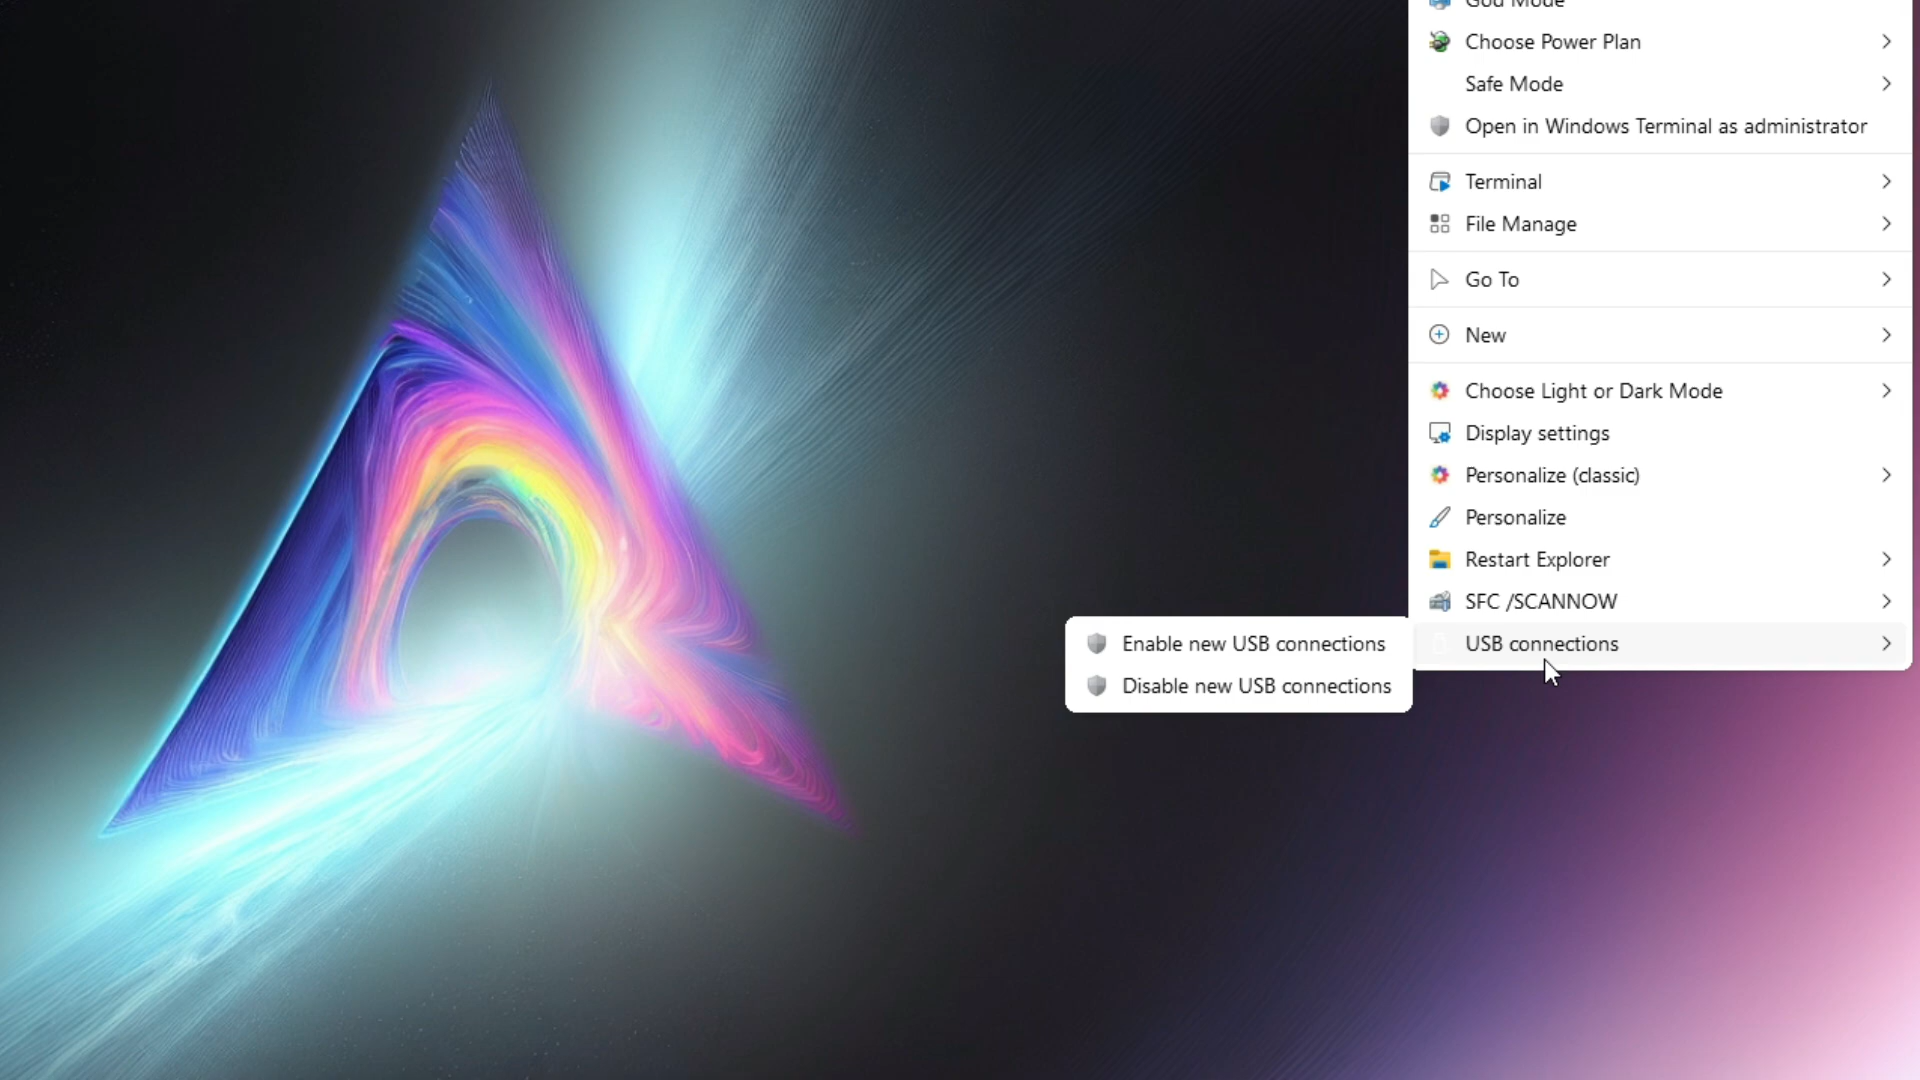 God Mode
Choose Power Plan
Safe Mode
Open in Windows Terminal as administrator
Terminal
File Manage
Go To
New
Choose Light or Dark Mode
Display settings
Personalize (classic)
Personalize
Restart Explorer
SFC /SCANNOW
USB connections
Enable new USB connections
Disable new USB connections